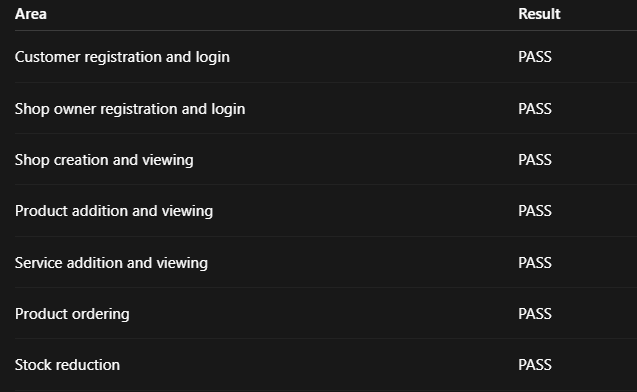 Area Result
Customer registration and login PASS
Shop owner registration and login PASS
Shop creation and viewing PASS
Product addition and viewing PASS
Service addition and viewing PASS
Product ordering PASS
Stock reduction PASS